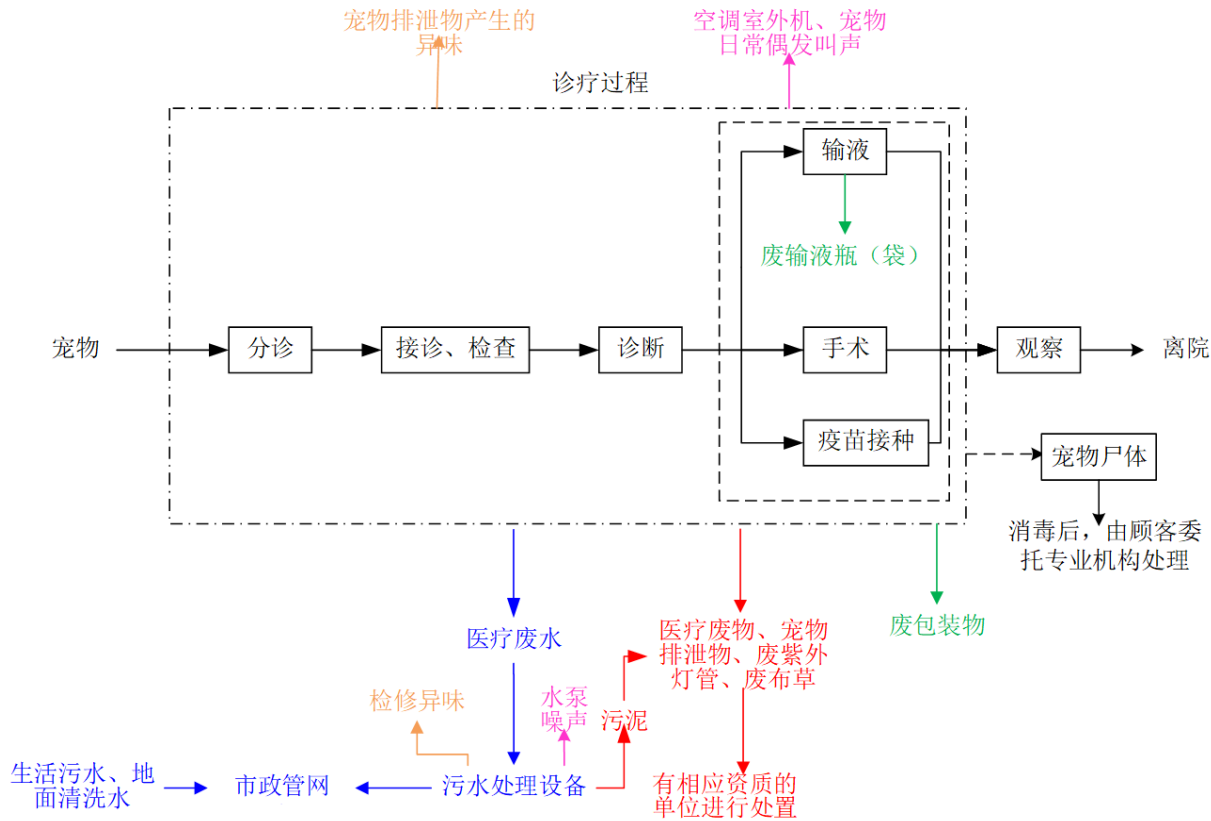 宠物排泄物产生的
异味
空调室外机、宠物
日常偶发叫声
诊疗过程
输液
废输液瓶（袋）
宠物
分诊
接诊、检查
诊断
手术
观察
离院
疫苗接种
宠物尸体
消毒后，由顾客委
托专业机构处理
医疗废水
医疗废物、宠物
排泄物、废紫外
灯管、废布草
废包装物
检修异味
水泵
噪声
污泥
生活污水、地
面清洗水
市政管网
污水处理设备
有相应资质的
单位进行处置